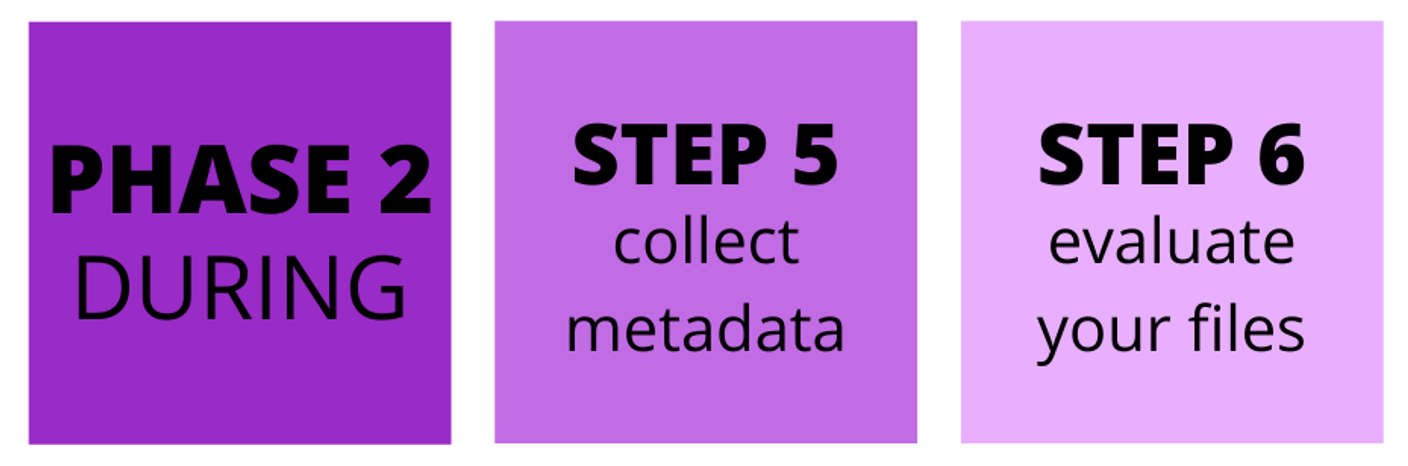 PHASE 2
DURING
STEP 5
collect
metadata
STEP 6
evaluate
your files